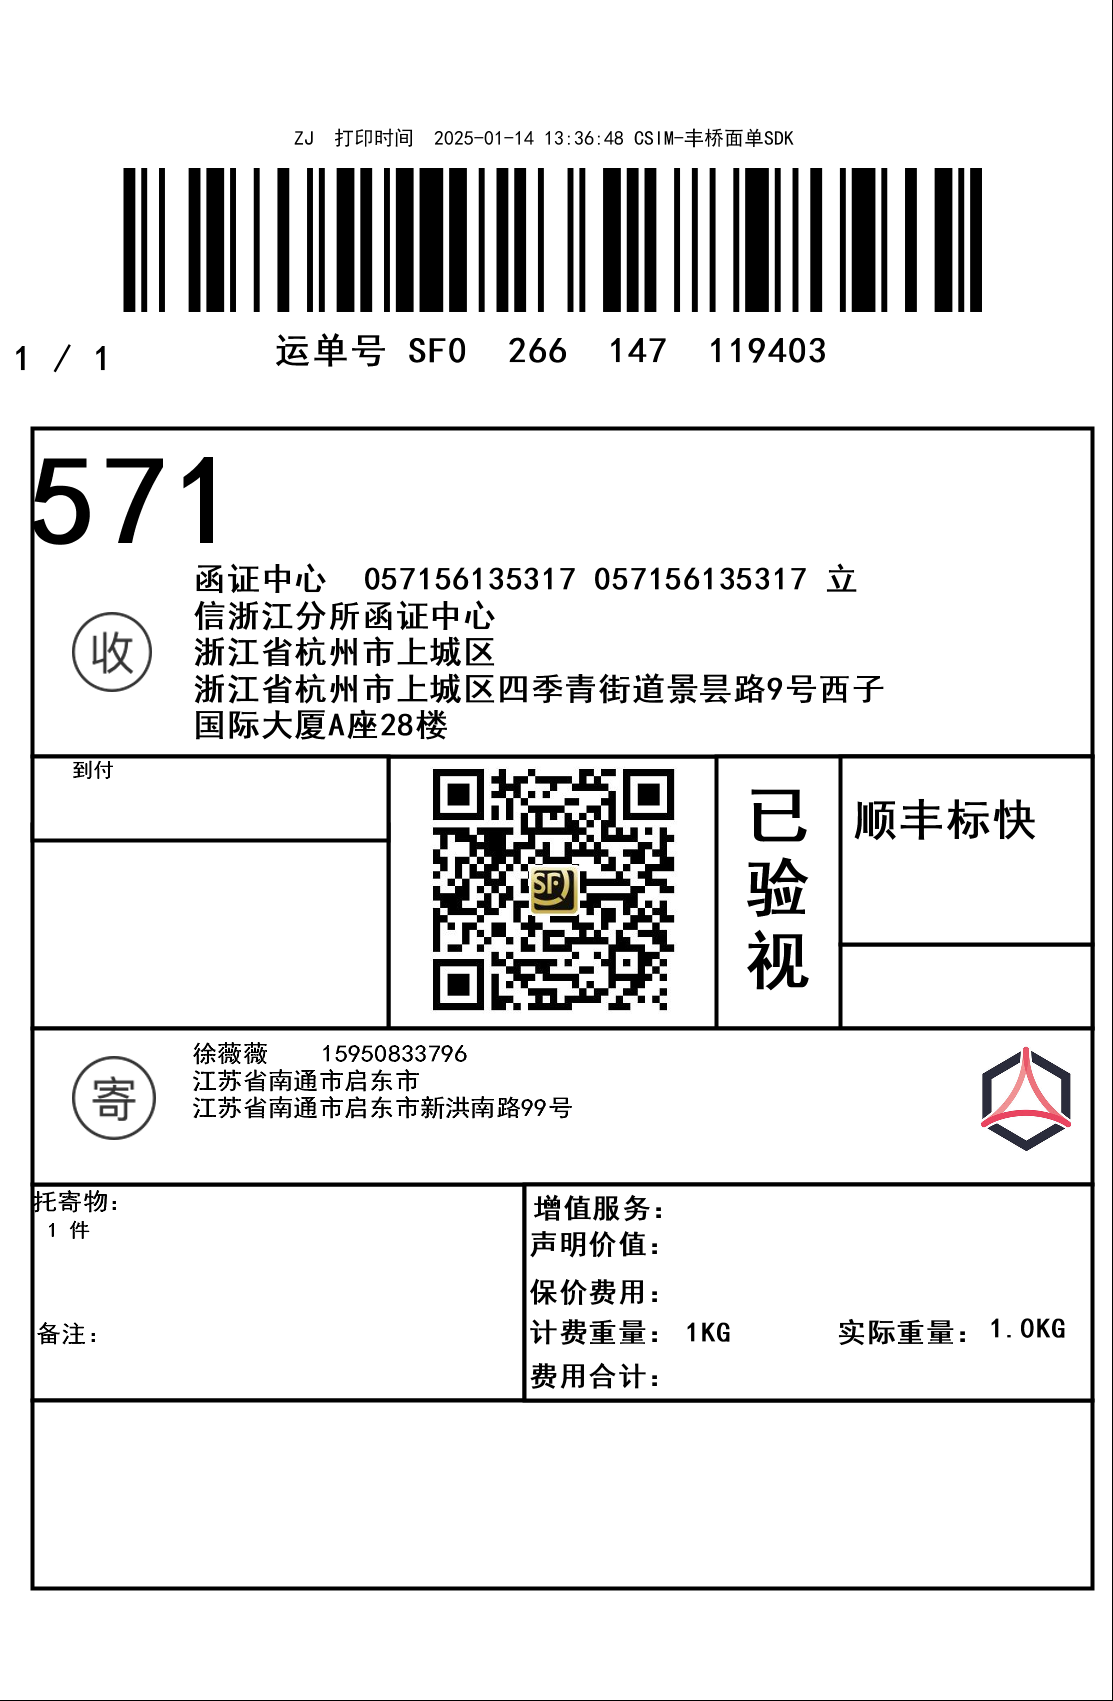 ZJ 打印时间 2025-01-14 13:36:48 CSIM-丰桥面单SDK
1 / 1
运单号 SF0 266 147 119403
571
收
函证中心 057156135317 057156135317 立
信浙江分所函证中心
浙江省杭州市上城区
浙江省杭州市上城区四季青街道景昙路9号西子
国际大厦A座28楼
到付
SF
已
验
视
顺丰标快
寄
徐薇薇 15950833796
江苏省南通市启东市
江苏省南通市启东市新洪南路99号
托寄物:
1 件
备注:
增值服务:
声明价值:
保价费用:
计费重量: 1KG 实际重量: 1.0KG
费用合计: